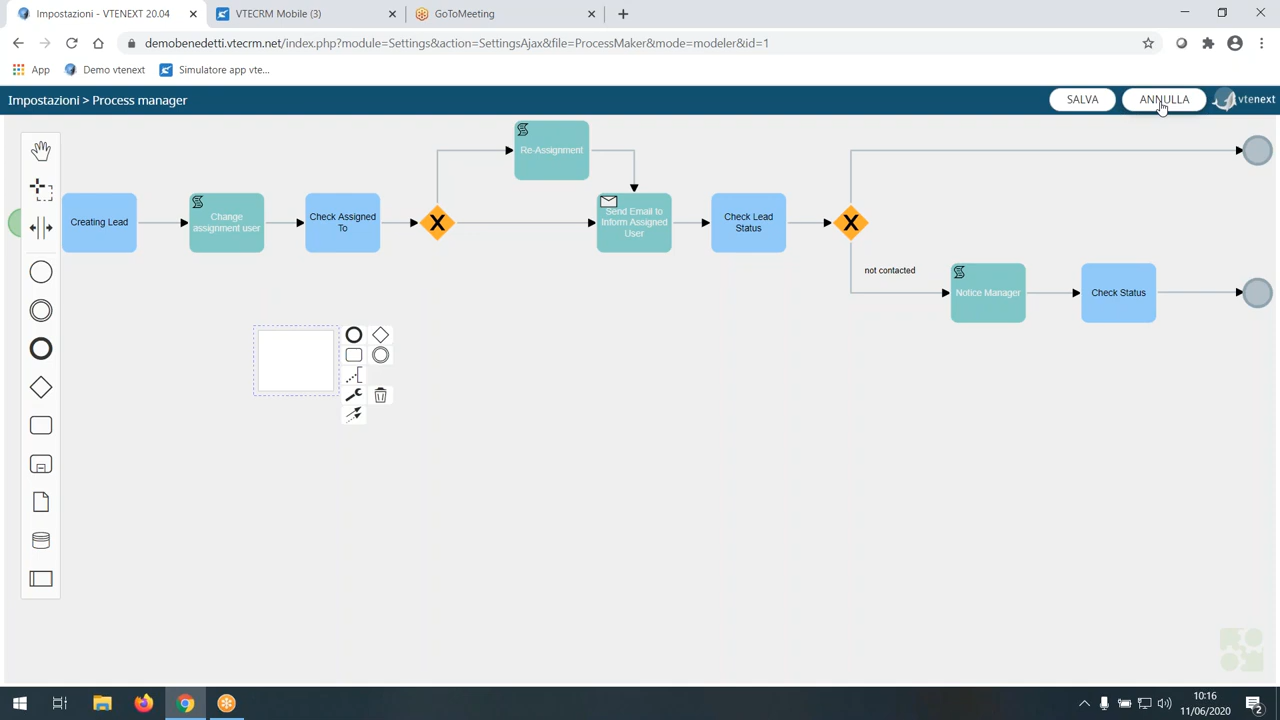 Impostazioni - VTENEXT 20.04
VTECRM Mobile (3)
GoToMeeting
demobenedetti.vtecrm.net/index.php?module=Settings&action=SettingsAjax&file=ProcessMaker&mode=modeler&id=1
App
Demo vtenext
Simulatore app vte...
Impostazioni > Process manager
SALVA
ANNULLA
vtenext
Re-Assignment
Creating Lead
Change
assignment user
Check Assigned
To
X
Send Email to
Inform Assigned
User
Check Lead
Status
X
not contacted
Notice Manager
Check Status
10:16
11/06/2020
2